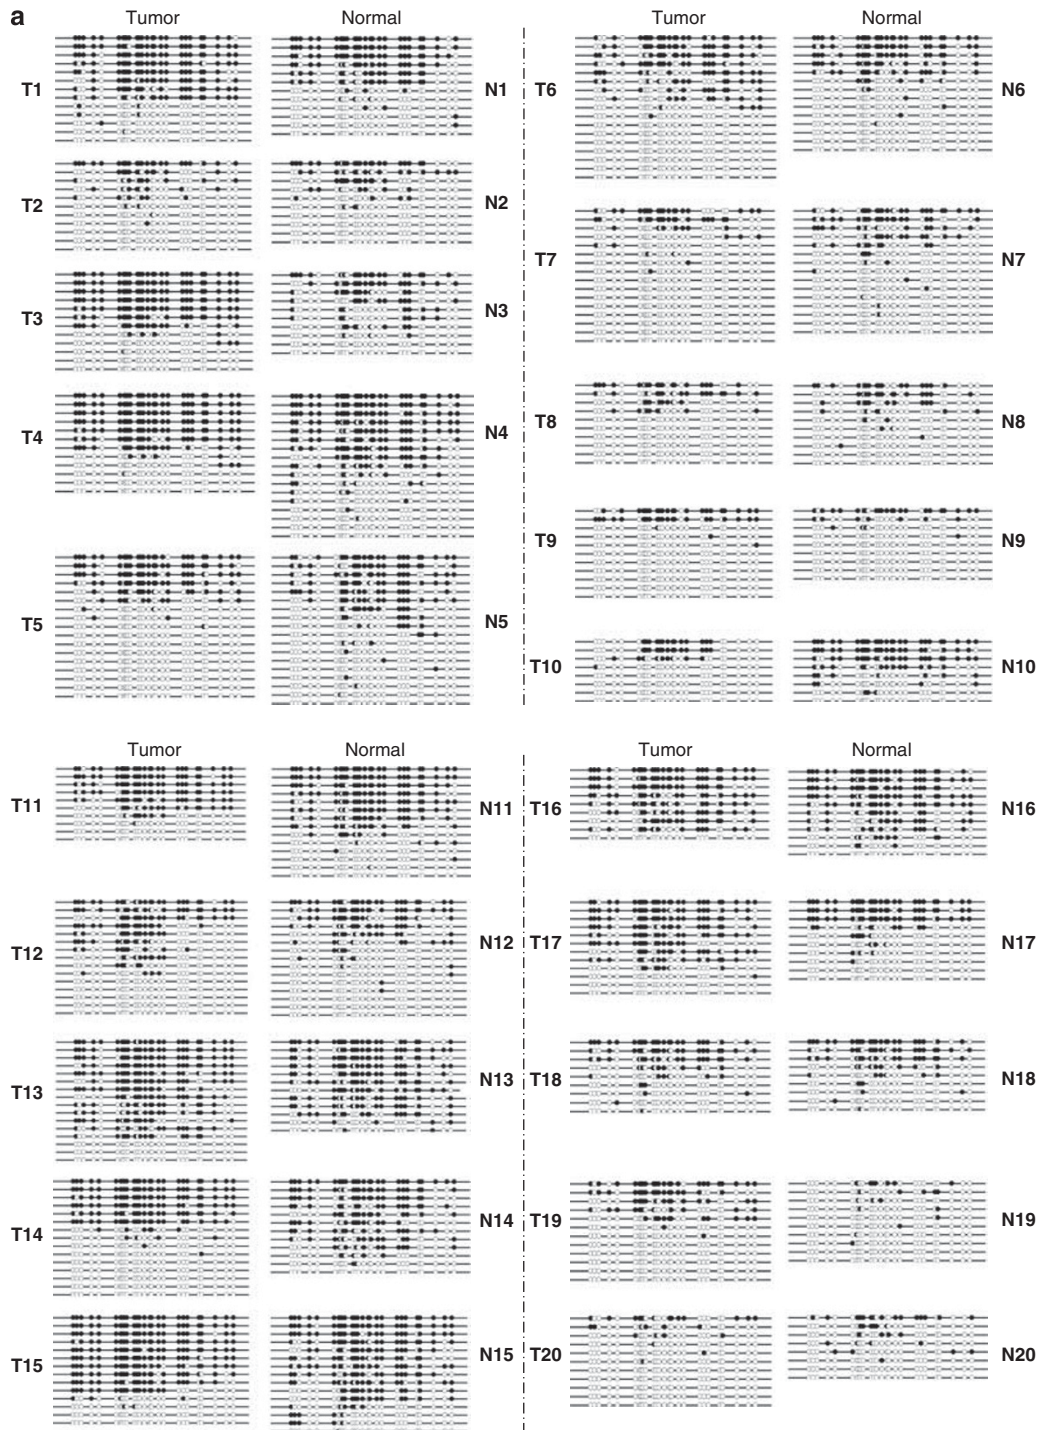 a
Tumor Normal Tumor Normal
T1 N1 T6 N6
T2 N2
T3 N3 T7 N7
T4 N4 T8 N8
T5 N5 T9 N9
T10 N10
Tumor Normal Tumor Normal
T11 N11 T16 N16
T12 N12 T17 N17
T13 N13 T18 N18
T14 N14 T19 N19
T15 N15 T20 N20